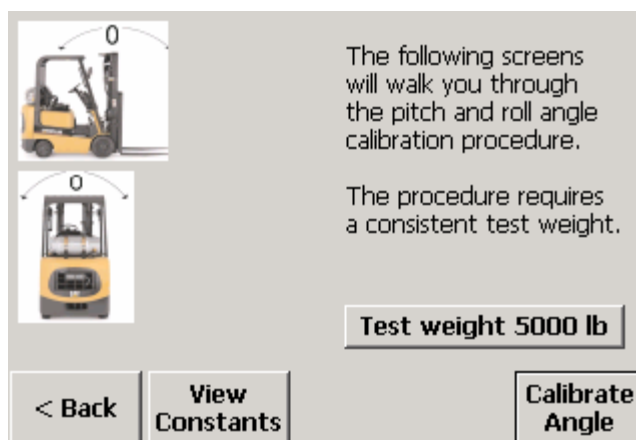 0
The following screens
will walk you through
the pitch and roll angle
calibration procedure.
0
The procedure requires
a consistent test weight.
Test weight 5000 lb
< Back
View
Constants
Calibrate
Angle